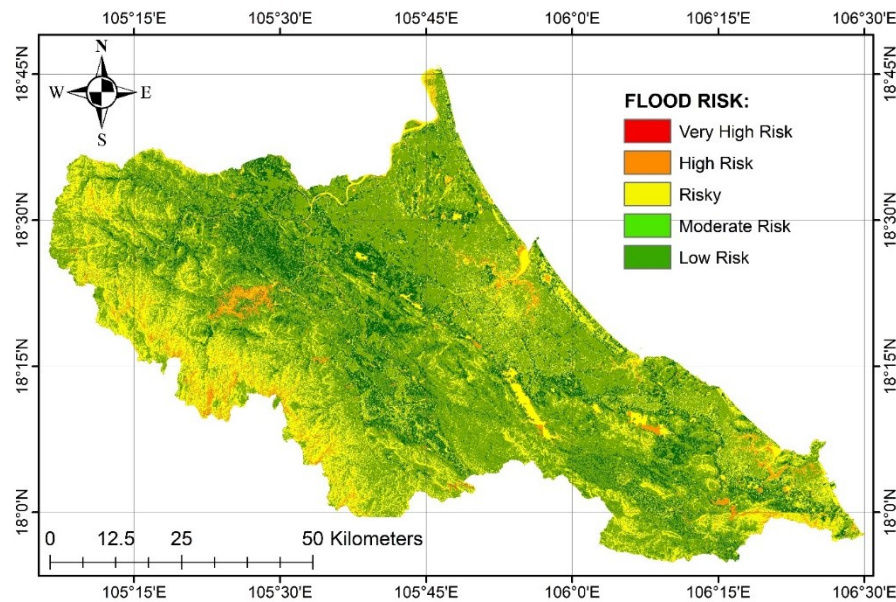 105°15'E 105°30'E 105°45'E 106°0'E 106°15'E 106°30'E
18°45'N 18°45'N
N
W E
S
FLOOD RISK:
Very High Risk
High Risk
Risky
Moderate Risk
Low Risk
18°30'N 18°30'N
18°15'N 18°15'N
18°0'N 18°0'N
0 12.5 25 50 Kilometers
105°15'E 105°30'E 105°45'E 106°0'E 106°15'E 106°30'E